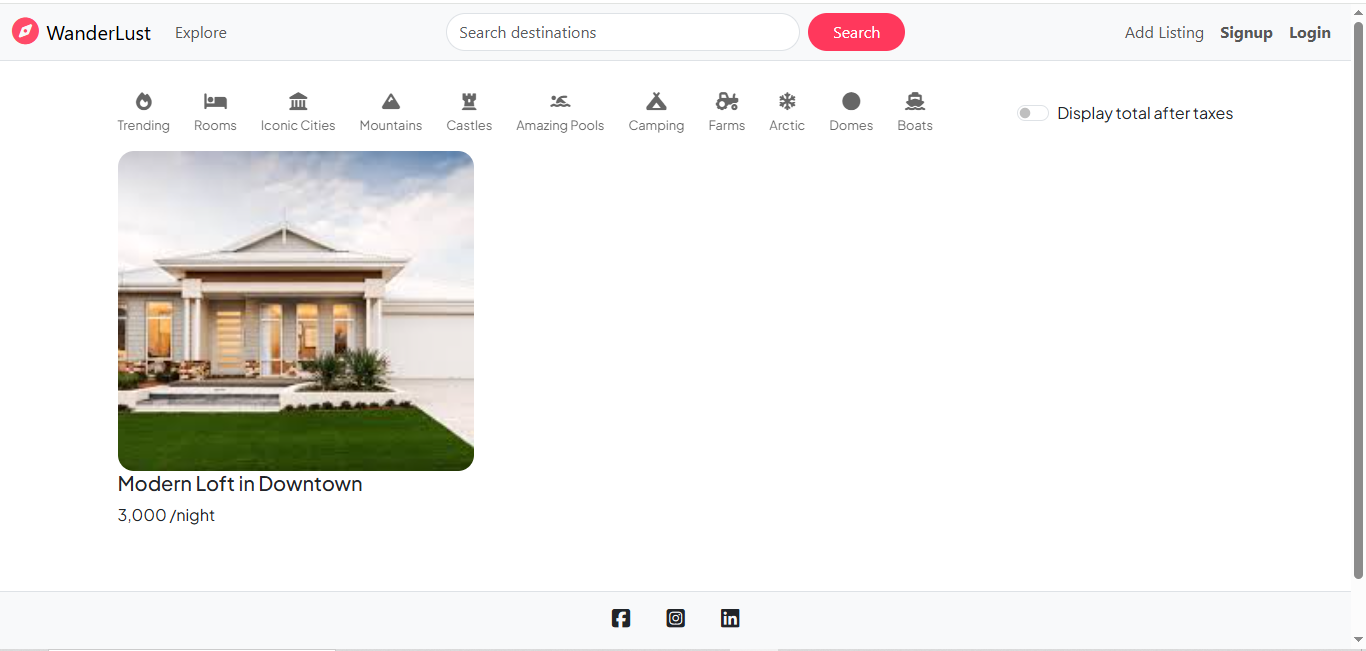 WanderLust Explore Search destinations Search Add Listing Signup Login
Trending Rooms Iconic Cities Mountains Castles Amazing Pools Camping Farms Arctic Domes Boats Display total after taxes
Modern Loft in Downtown
3,000 /night